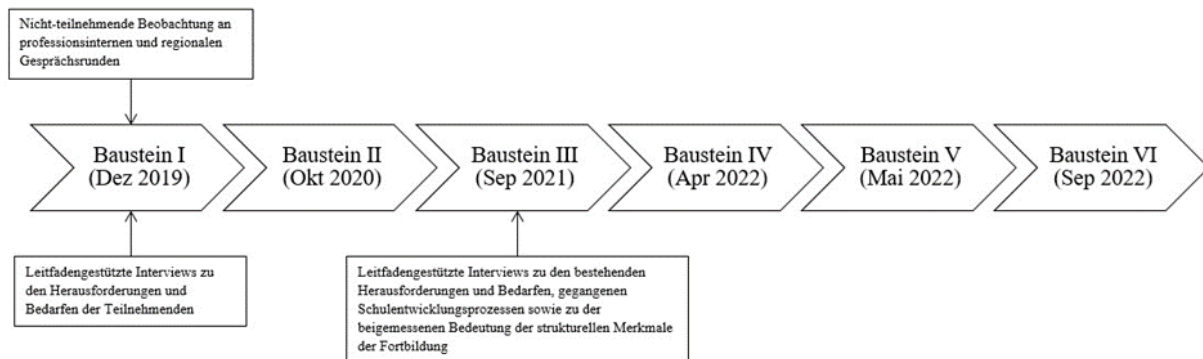 Nicht-teilnehmende Beobachtung an
professionsinternen und regionalen
Gesprächsrunden
Baustein I
(Dez 2019)
Baustein II
(Okt 2020)
Baustein III
(Sep 2021)
Baustein IV
(Apr 2022)
Baustein V
(Mai 2022)
Baustein VI
(Sep 2022)
Leitfadengestützte Interviews zu
den Herausforderungen und
Bedarfen der Teilnehmenden
Leitfadengestützte Interviews zu den bestehenden
Herausforderungen und Bedarfen, gegangenen
Schulentwicklungsprozessen sowie zu der
beigemessenen Bedeutung der strukturellen Merkmale
der Fortbildung